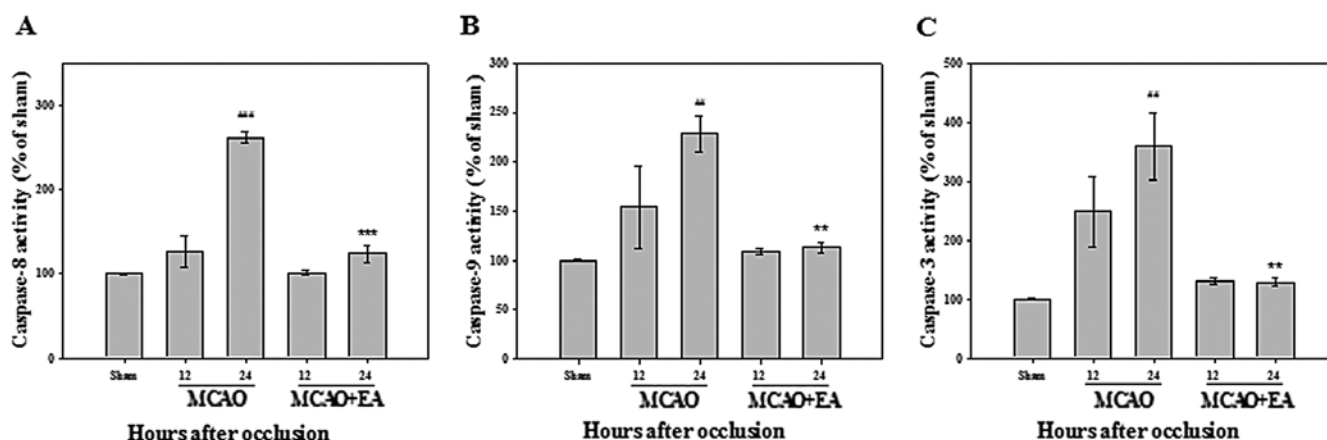 A
Caspase-8 activity (% of sham)
300
200
100
0
***
Sham
12
24
12
24
MCAO
MCAO+EA
Hours after occlusion
B
Caspase-9 activity (% of sham)
300
250
200
150
100
50
0
**
Sham
12
24
12
24
MCAO
MCAO+EA
Hours after occlusion
C
Caspase-3 activity (% of sham)
500
400
300
200
100
0
**
Sham
12
24
12
24
MCAO
MCAO+EA
Hours after occlusion